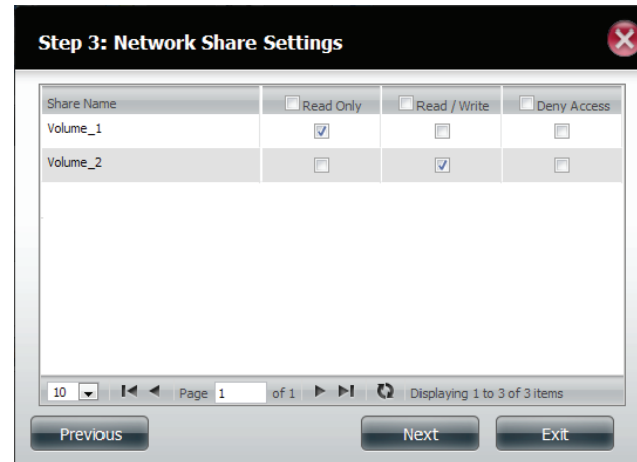 Step 3: Network Share Settings
Share Name Read Only Read / Write Deny Access
Volume_1
Volume_2
10 Page 1 of 1 Displaying 1 to 3 of 3 items
Previous Next Exit